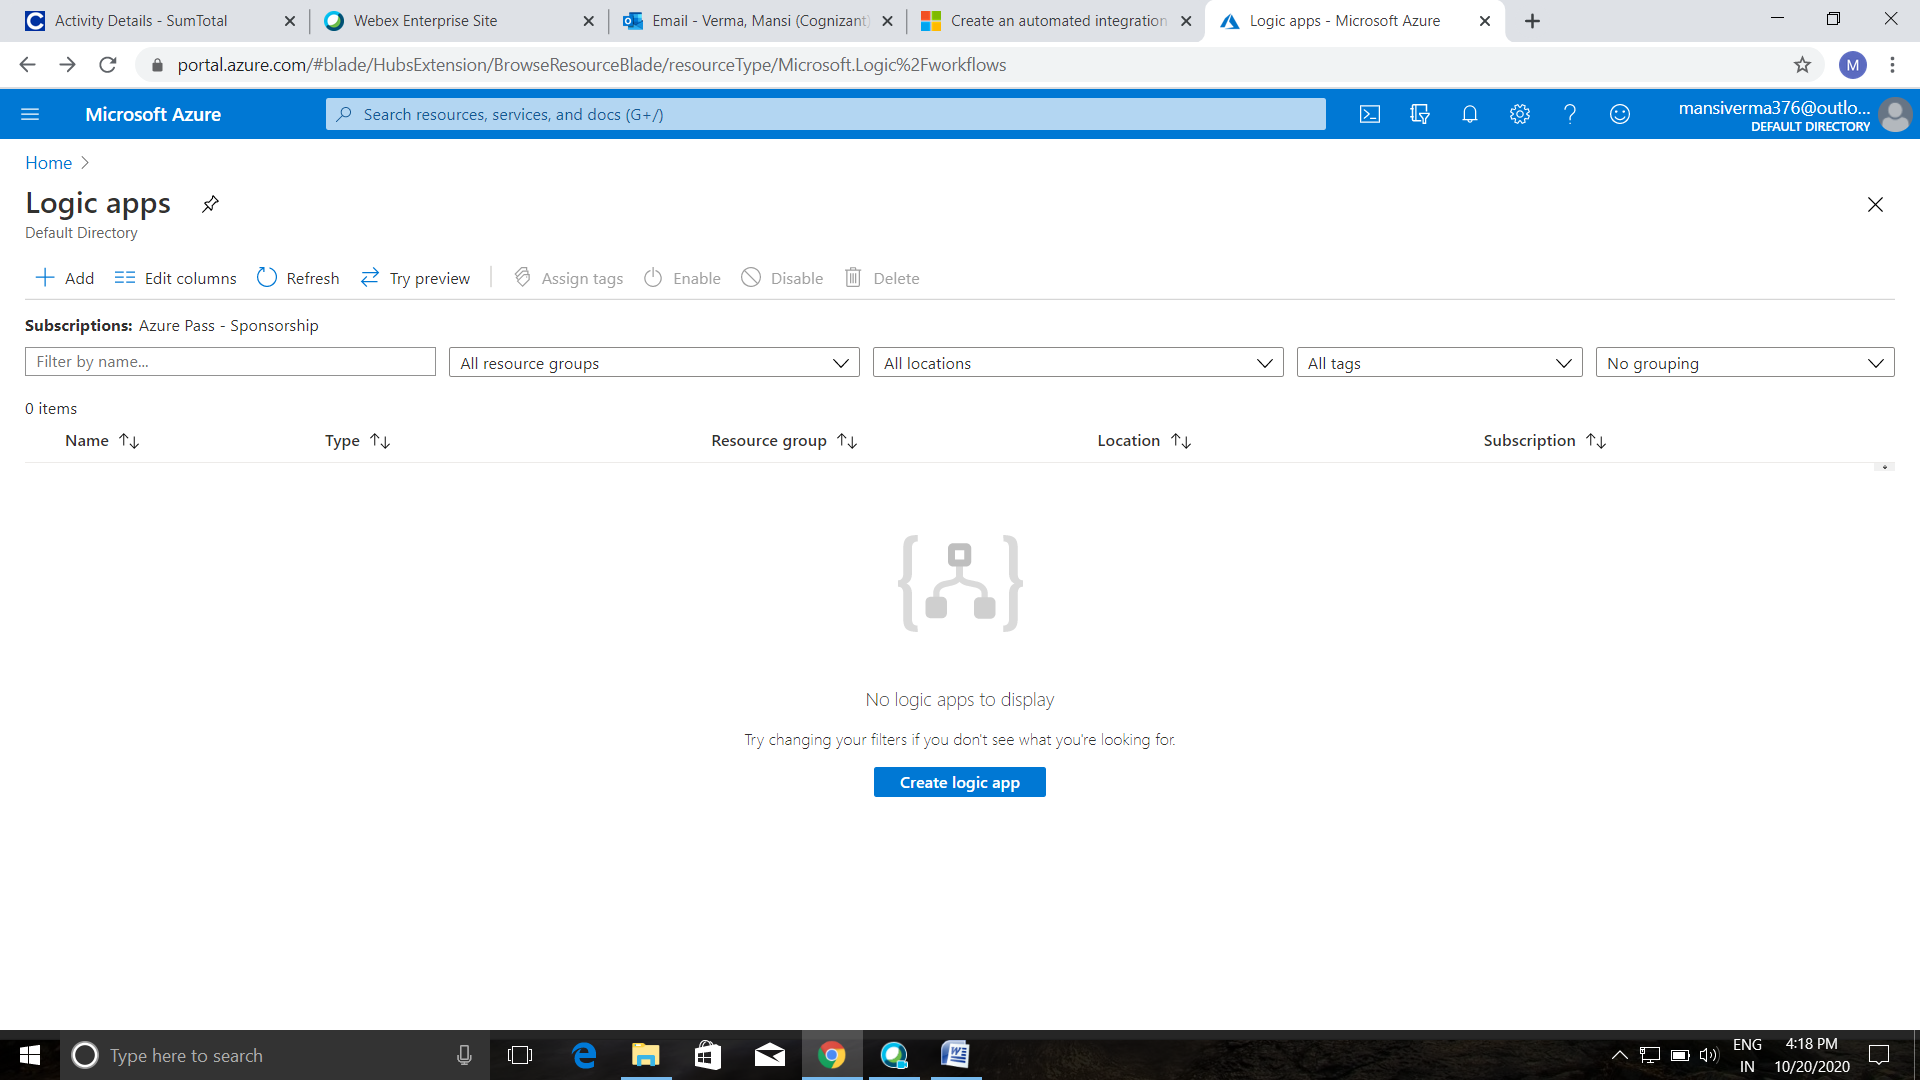 Activity Details - SumTotal
Webex Enterprise Site
Email - Verma, Mansi (Cognizant)
Create an automated integration
Logic apps - Microsoft Azure
portal.azure.com/#blade/HubsExtension/BrowseResourceBlade/resourceType/Microsoft.Logic%2Fworkflows
M
Microsoft Azure
Search resources, services, and docs (G+/)
mansiverma376@outlo...
DEFAULT DIRECTORY
Home
Logic apps
Default Directory
Add Edit columns Refresh Try preview Assign tags Enable Disable Delete
Subscriptions: Azure Pass - Sponsorship
Filter by name... All resource groups All locations All tags No grouping
0 items
Name Type Resource group Location Subscription
No logic apps to display
Try changing your filters if you don't see what you're looking for.
Create logic app
Type here to search
ENG
IN
4:18 PM
10/20/2020